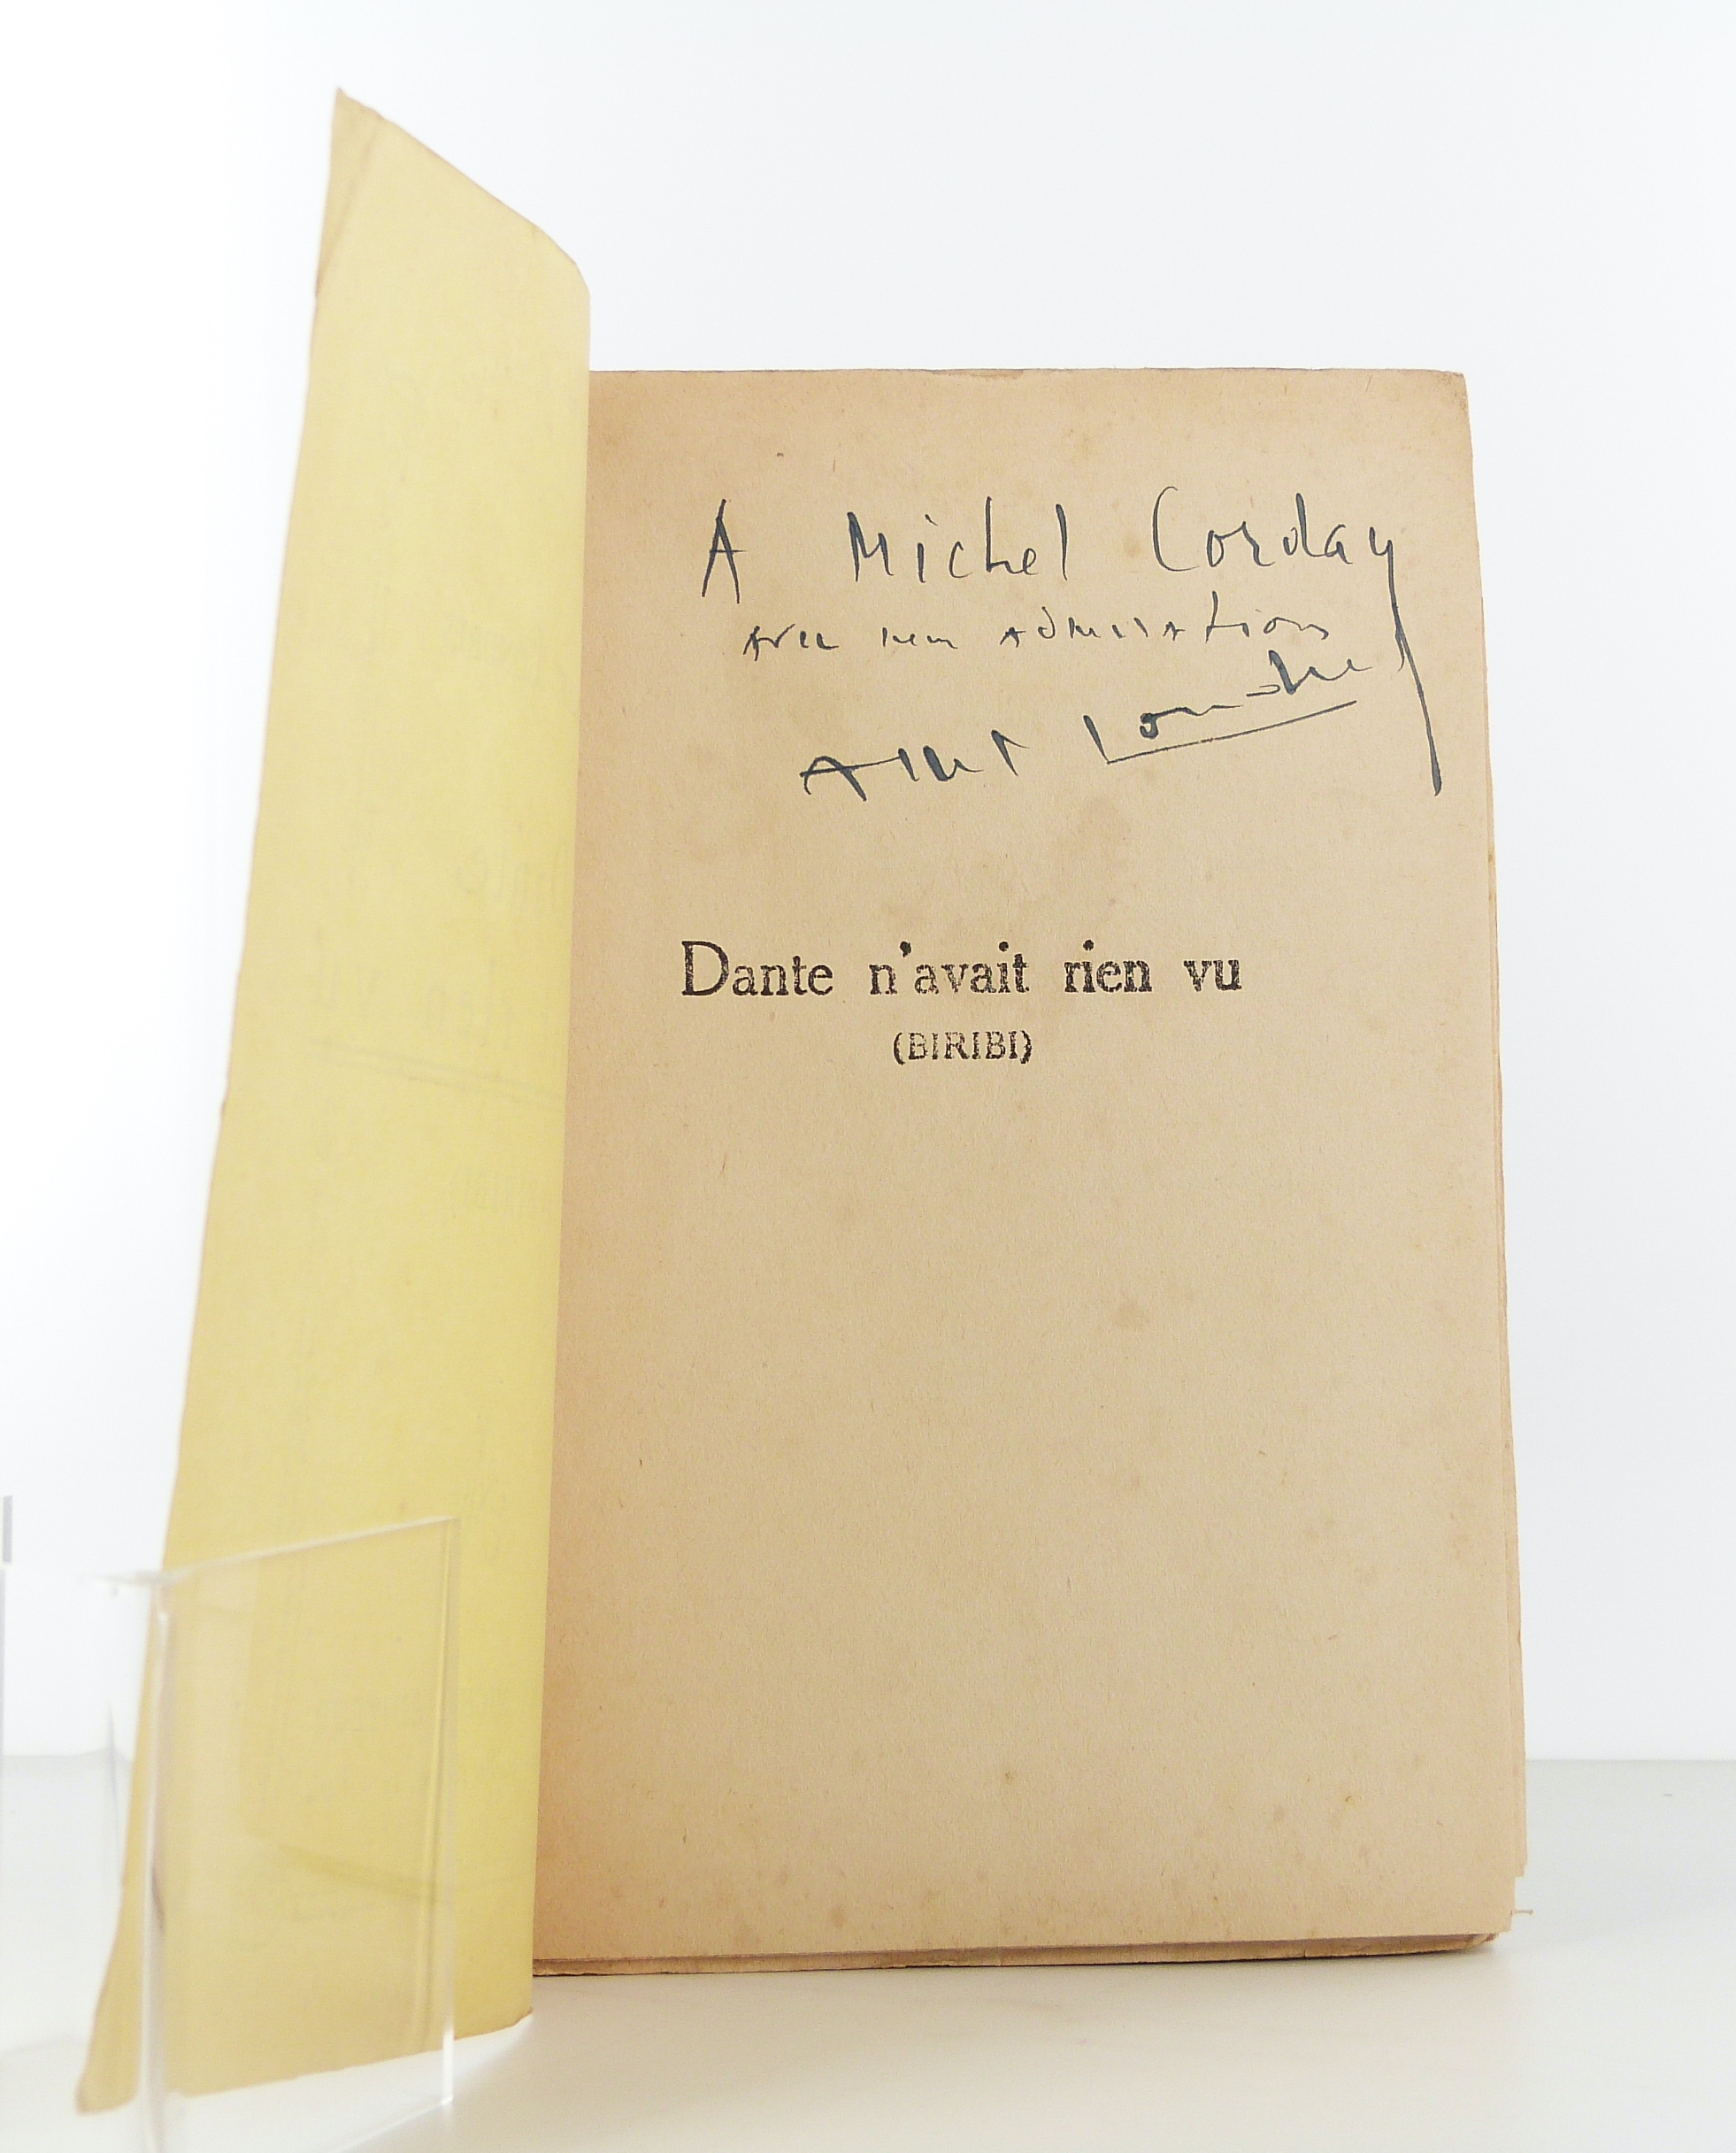 A Michel Corday
avec mon admiration
Albert Londres
Dante n'avait rien vu
(BIRIBI)